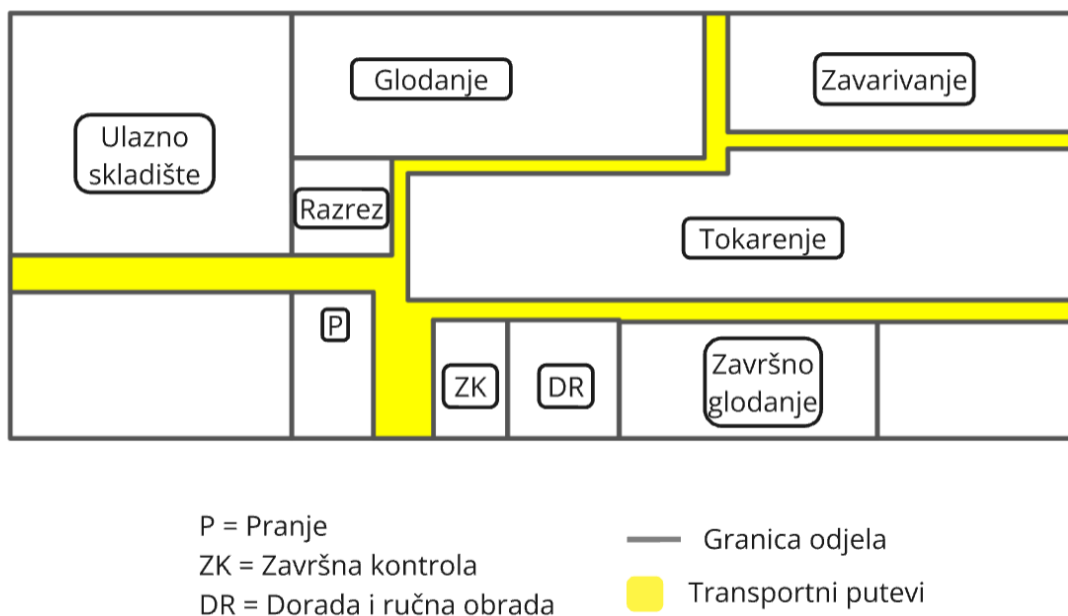 Glodanje
Zavarivanje
Ulazno
skladište
Razrez
Tokarenje
P
ZK
DR
Završno
glodanje
P = Pranje
ZK = Završna kontrola
DR = Dorada i ručna obrada
Granica odjela
Transportni putevi